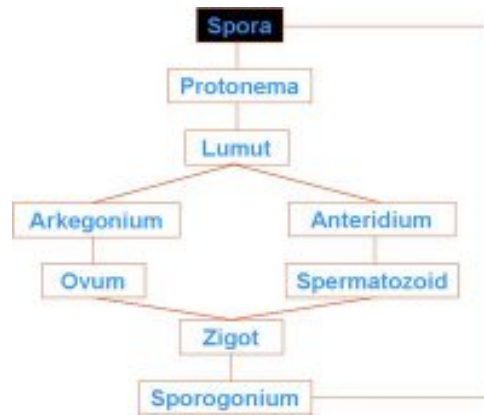 Spora
Protonema
Lumut
Arkegonium Anteridium
Ovum Spermatozoid
Zigot
Sporogonium